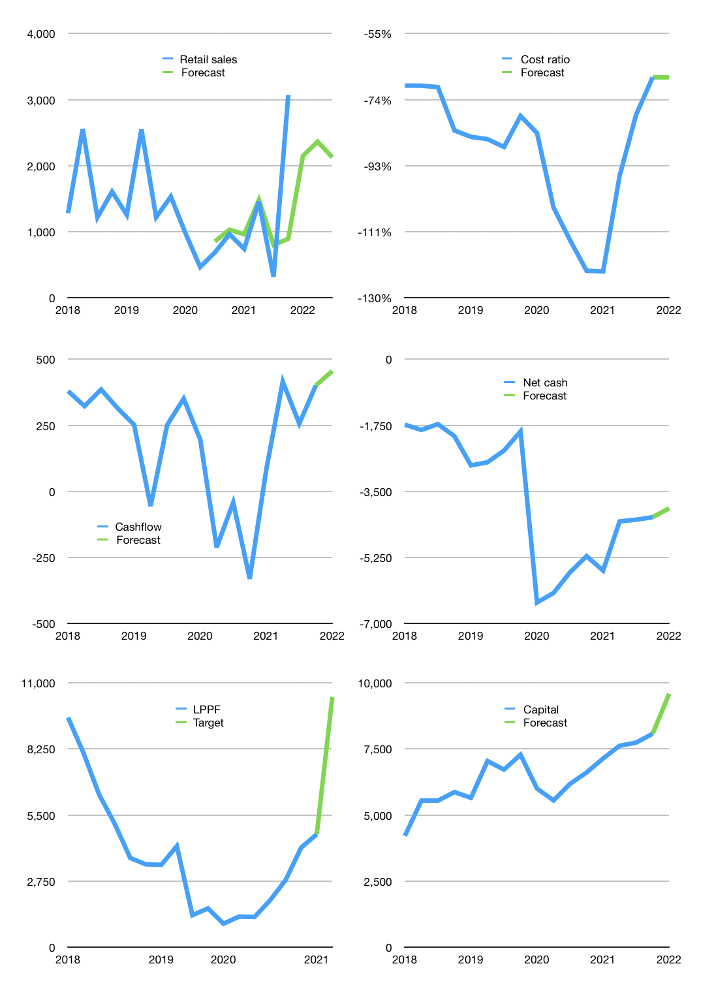 4,000
Retail sales
Forecast
3,000
2,000
1,000
0
2018 2019 2020 2021 2022
-55%
Cost ratio
Forecast
-74%
-93%
-111%
-130%
2018 2019 2020 2021 2022
500
250
0
Cashflow
Forecast
-250
-500
2018 2019 2020 2021 2022
0
Net cash
Forecast
-1,750
-3,500
-5,250
-7,000
2018 2019 2020 2021 2022
11,000
LPPF
Target
8,250
5,500
2,750
0
2018 2019 2020 2021
10,000
Capital
Forecast
7,500
5,000
2,500
0
2018 2019 2020 2021 2022